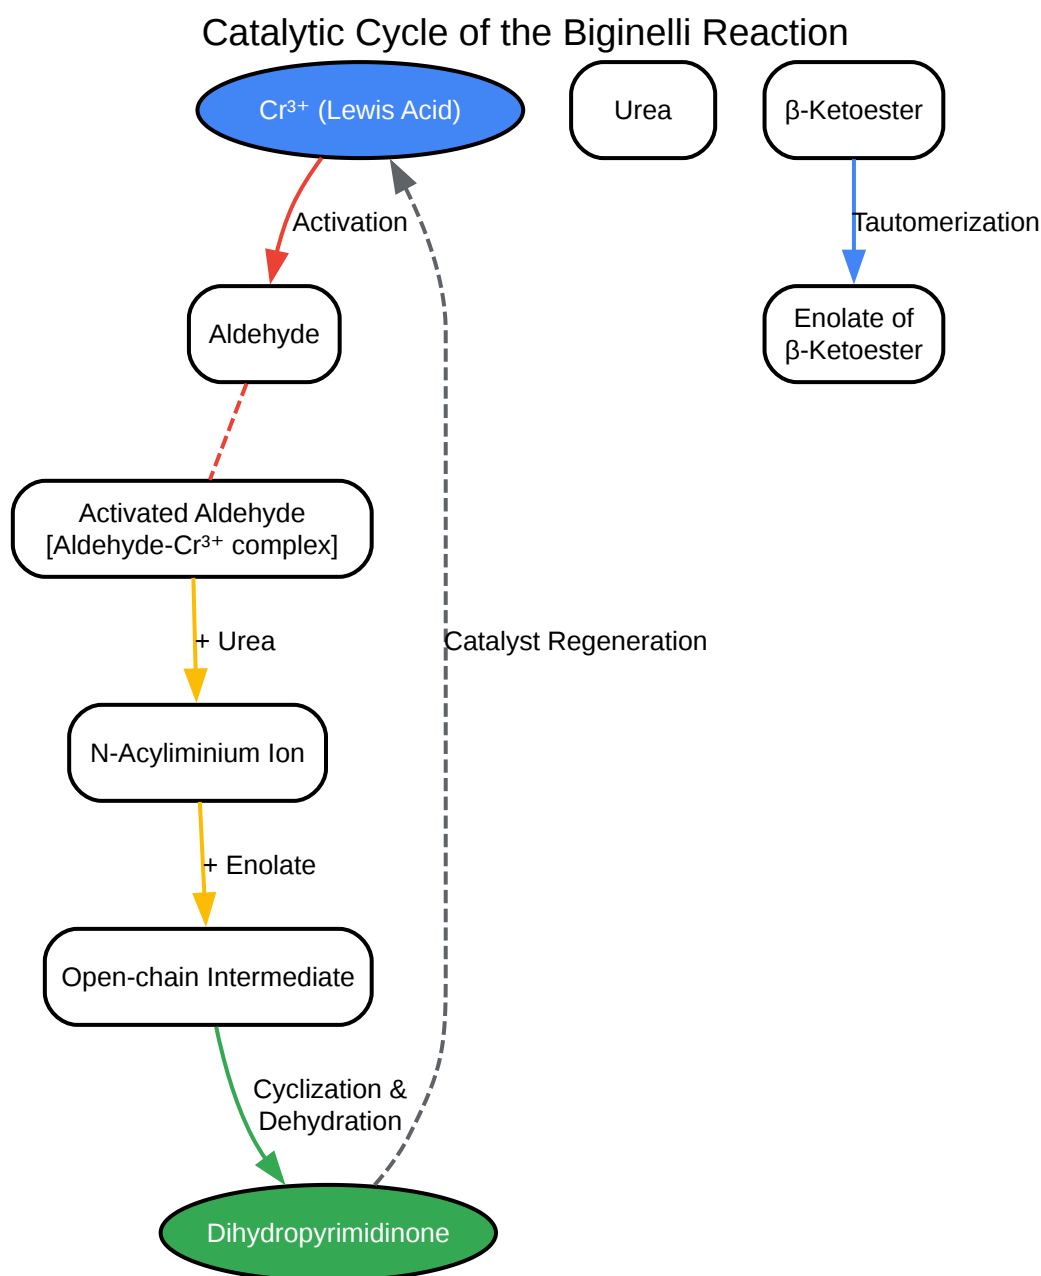 Catalytic Cycle of the Biginelli Reaction
Cr³⁺ (Lewis Acid)
Urea
β-Ketoester
Activation
Tautomerization
Aldehyde
Enolate of
β-Ketoester
Activated Aldehyde
[Aldehyde-Cr³⁺ complex]
+ Urea
Catalyst Regeneration
N-Acyliminium Ion
+ Enolate
Open-chain Intermediate
Cyclization &
Dehydration
Dihydropyrimidinone